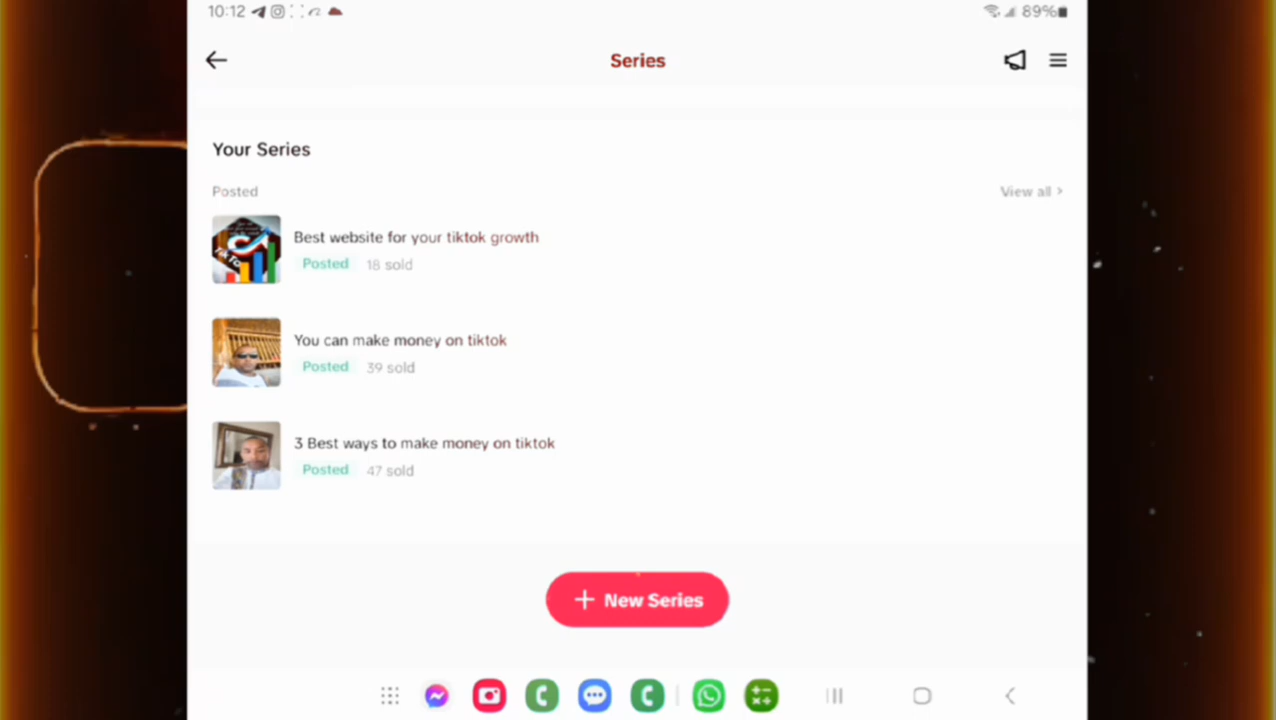 10:12
89%
Series
Your Series
Posted
View all >
Best website for your tiktok growth
Posted 18 sold
You can make money on tiktok
Posted 39 sold
3 Best ways to make money on tiktok
Posted 47 sold
+ New Series